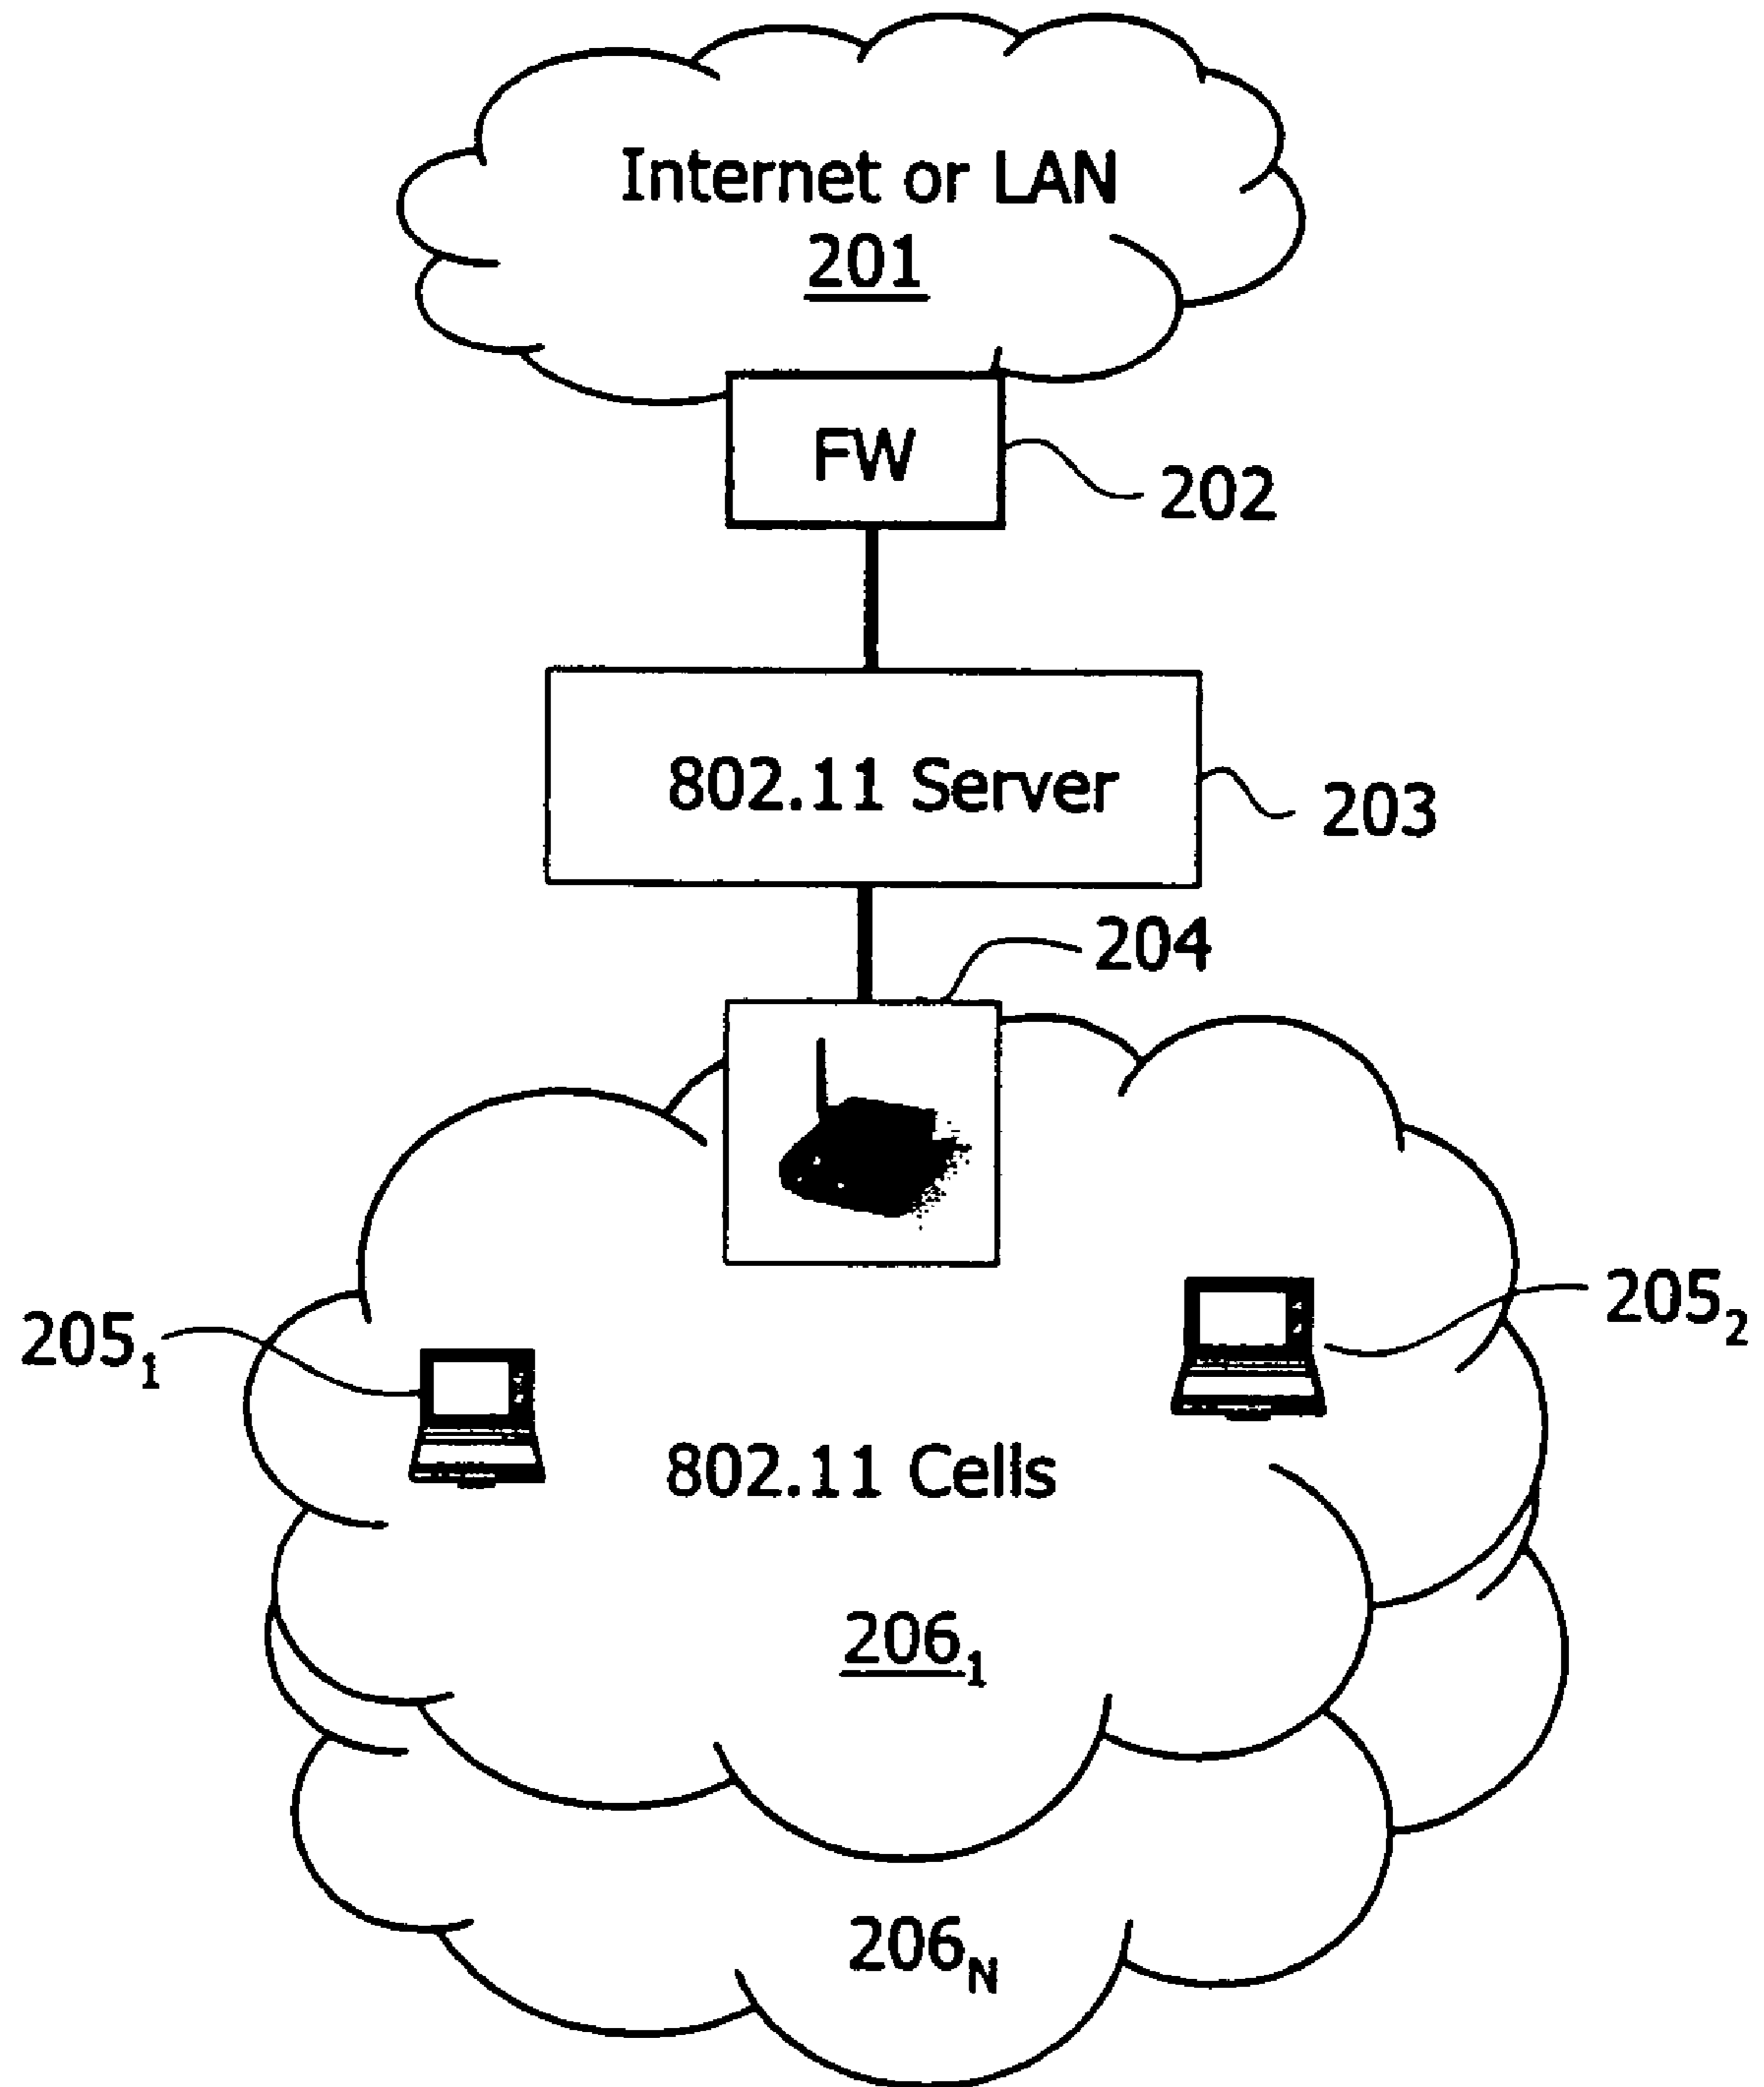 Internet or LAN
201
FW
202
802.11 Server
203
204
205₁
205₂
802.11 Cells
206₁
206ₙ